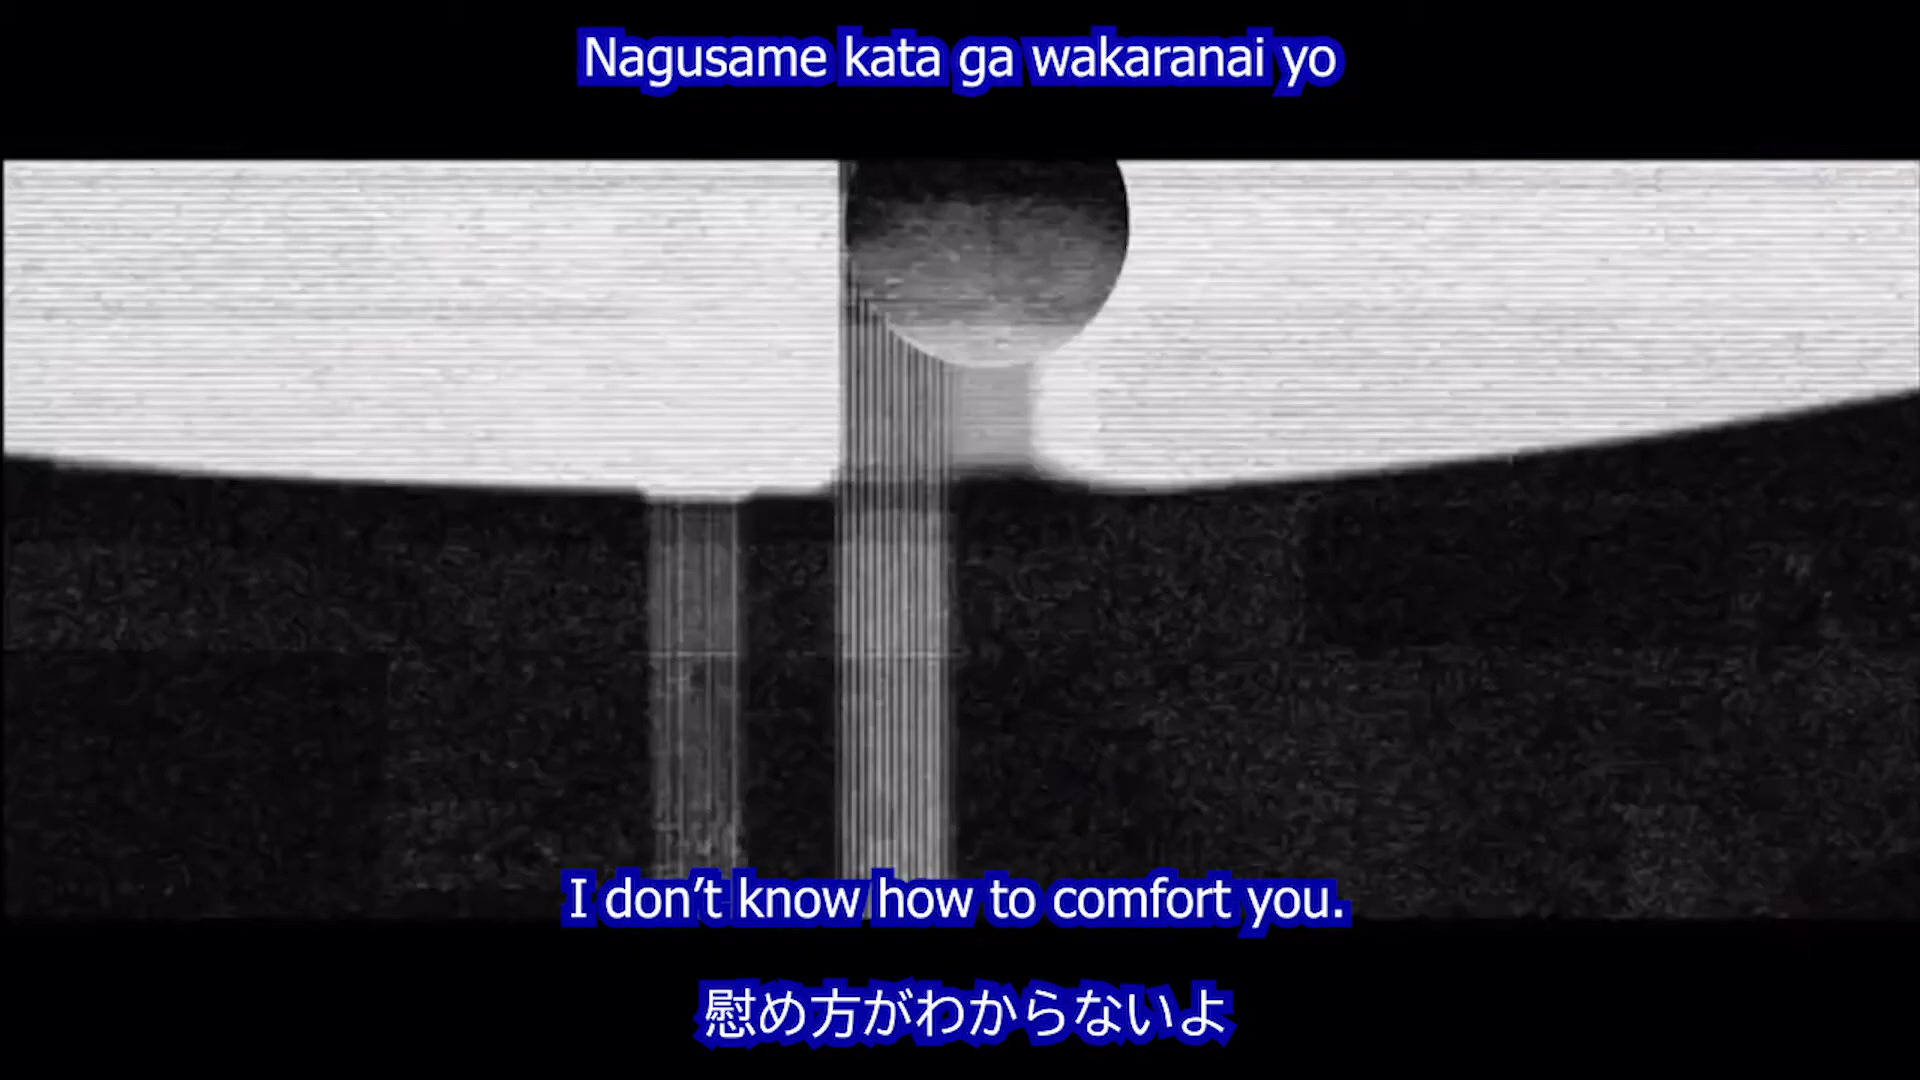 Nagusame kata ga wakaranai yo
I don’t know how to comfort you.
慰め方がわからないよ